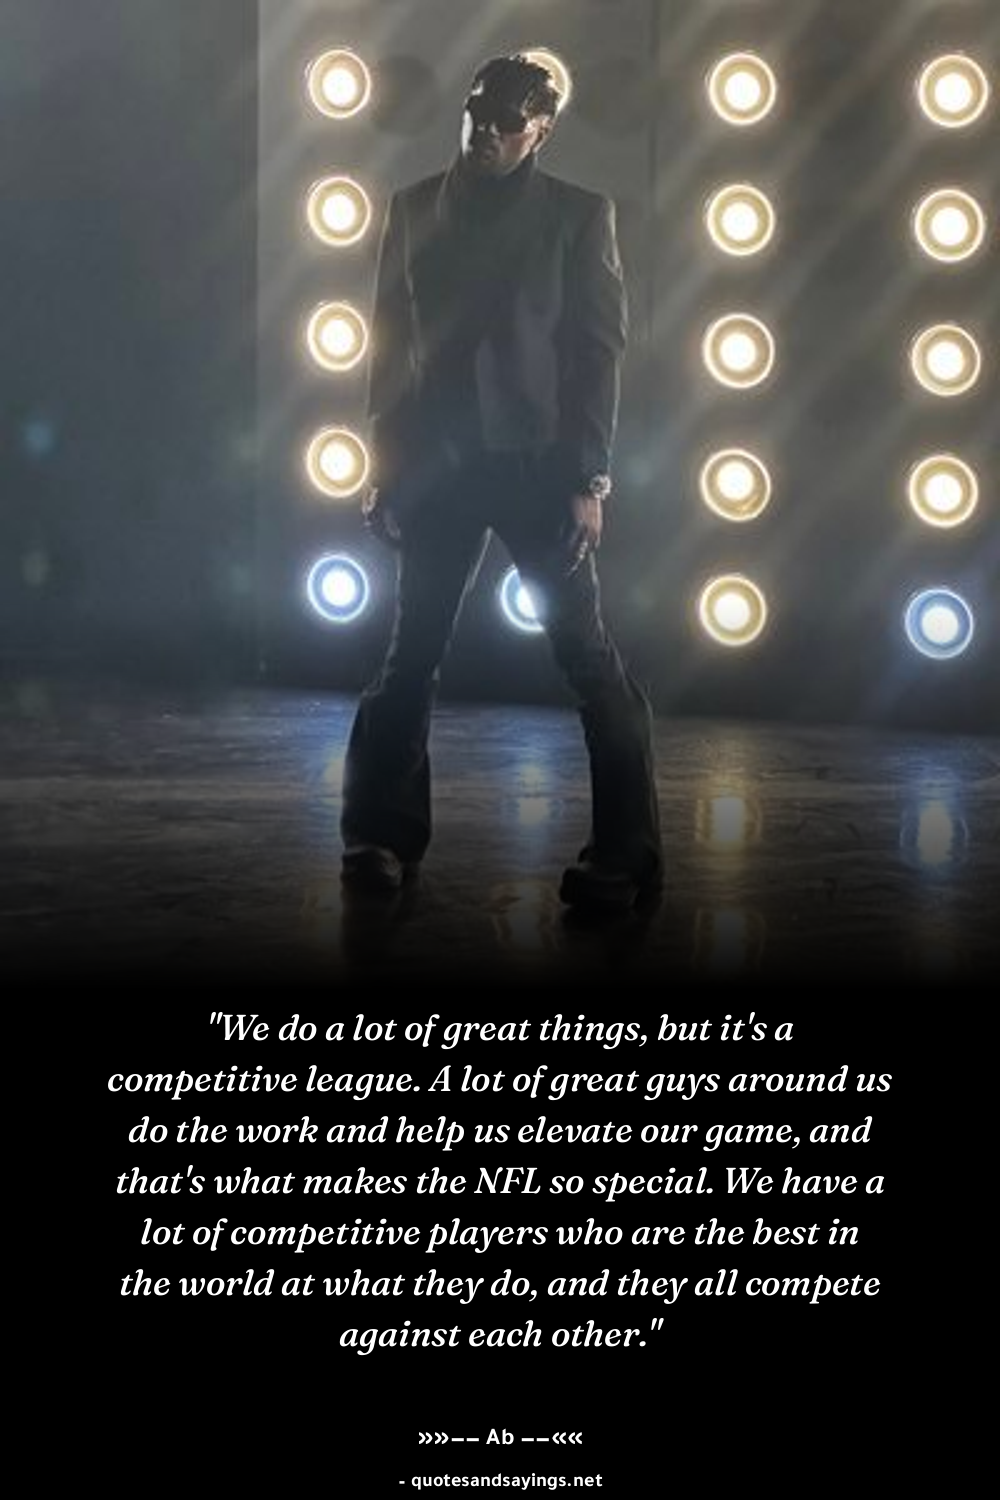 "We do a lot of great things, but it's a
competitive league. A lot of great guys around us
do the work and help us elevate our game, and
that's what makes the NFL so special. We have a
lot of competitive players who are the best in
the world at what they do, and they all compete
against each other."
»»−− Ab −−««
- quotesandsayings.net